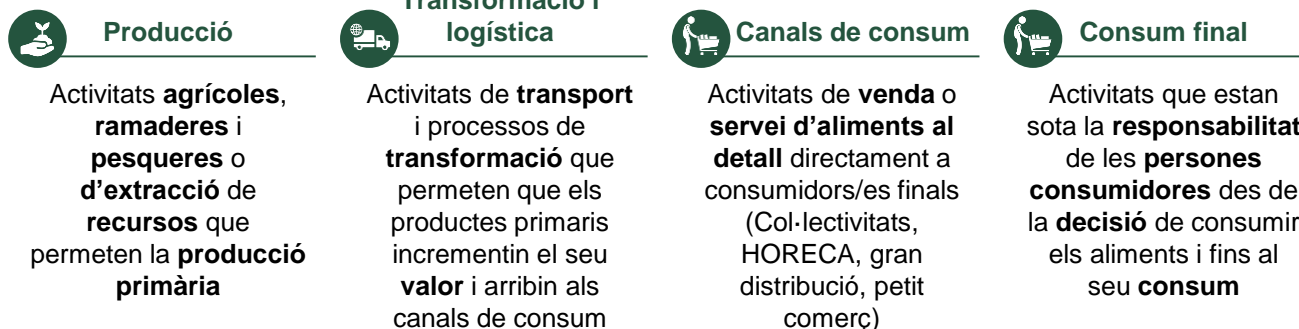 Producció
Activitats agrícoles,
ramaderes i
pesqueres o
d'extracció de
recursos que
permeten la producció
primària
Transformació i
logística
Activitats de transport
i processos de
transformació que
permeten que els
productes primaris
incrementin el seu
valor i arribin als
canals de consum
Canals de consum
Activitats de venda o
servei d'aliments al
detall directament a
consumidors/es finals
(Col·lectivitats,
HORECA, gran
distribució, petit
comerç)
Consum final
Activitats que estan
sota la responsabilitat
de les persones
consumidores des de
la decisió de consumir
els aliments i fins al
seu consum